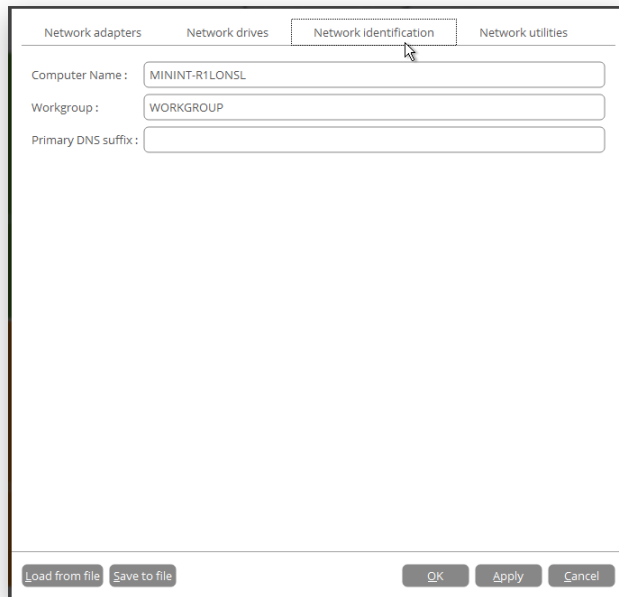 Network adapters Network drives Network identification Network utilities
Computer Name : MININT-R1LONSL
Workgroup : WORKGROUP
Primary DNS suffix :
Load from file Save to file OK Apply Cancel